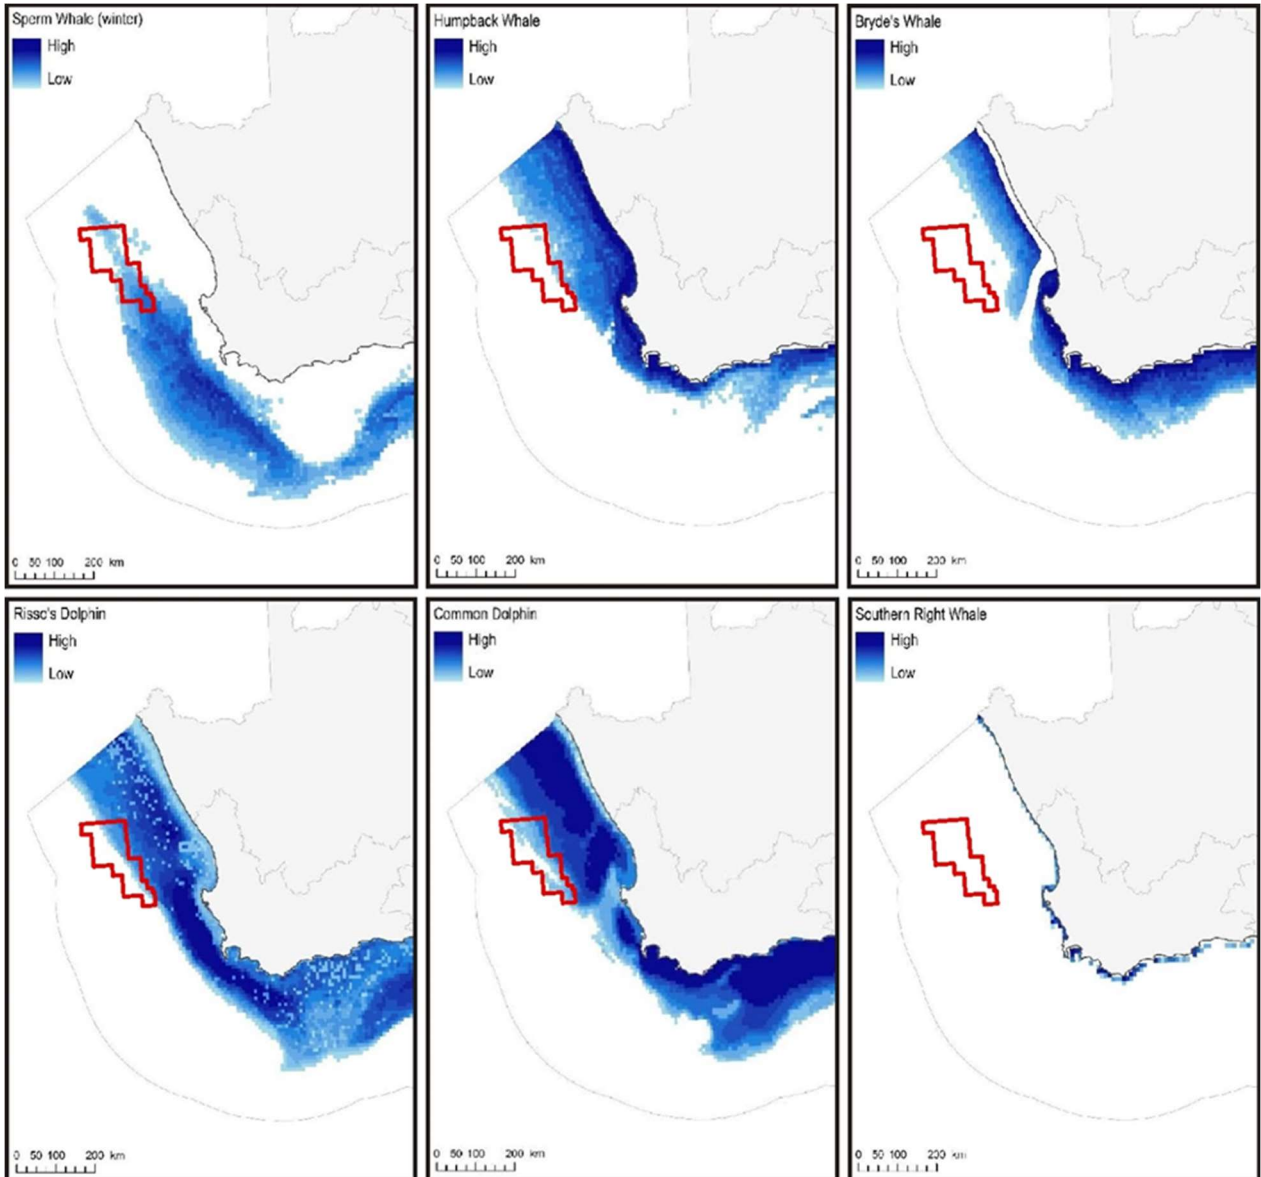 Sperm Whale (winter)
High
Low
0 50 100 200 km
Humpback Whale
High
Low
0 50 100 200 km
Bryde's Whale
High
Low
0 50 100 200 km
Risso's Dolphin
High
Low
0 50 100 200 km
Common Dolphin
High
Low
0 50 100 200 km
Southern Right Whale
High
Low
0 50 100 200 km